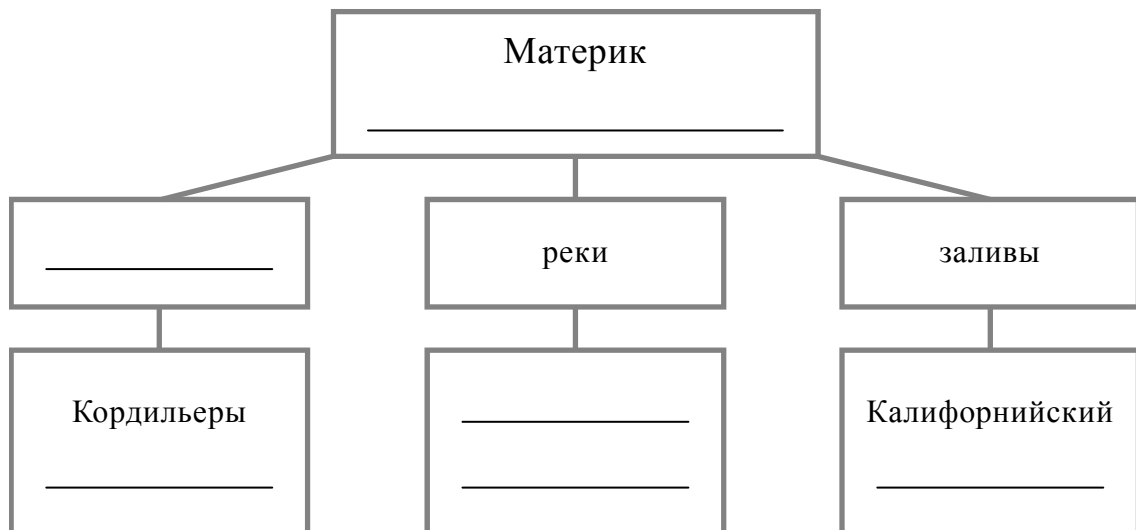 Материк
реки
заливы
Кордильеры
Калифорнийский